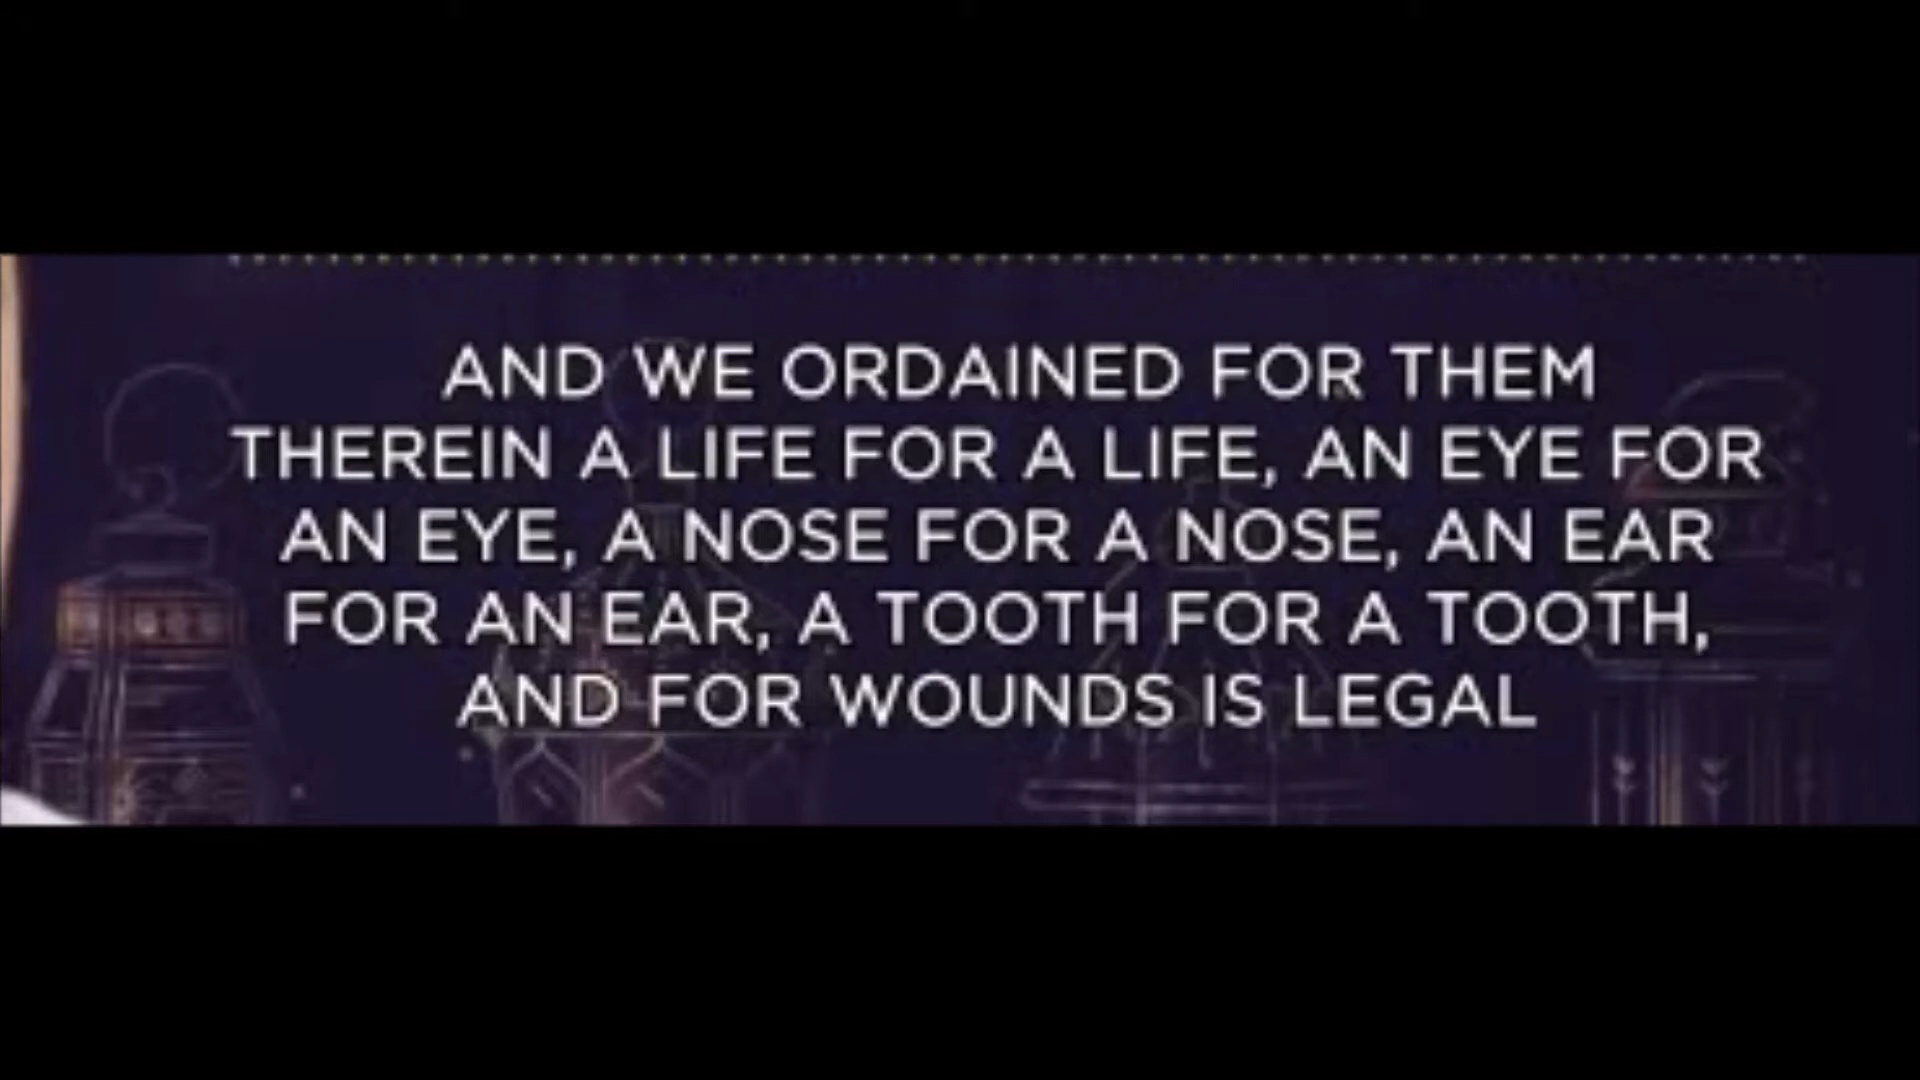 AND WE ORDAINED FOR THEM
THEREIN A LIFE FOR A LIFE, AN EYE FOR
AN EYE, A NOSE FOR A NOSE, AN EAR
FOR AN EAR, A TOOTH FOR A TOOTH,
AND FOR WOUNDS IS LEGAL